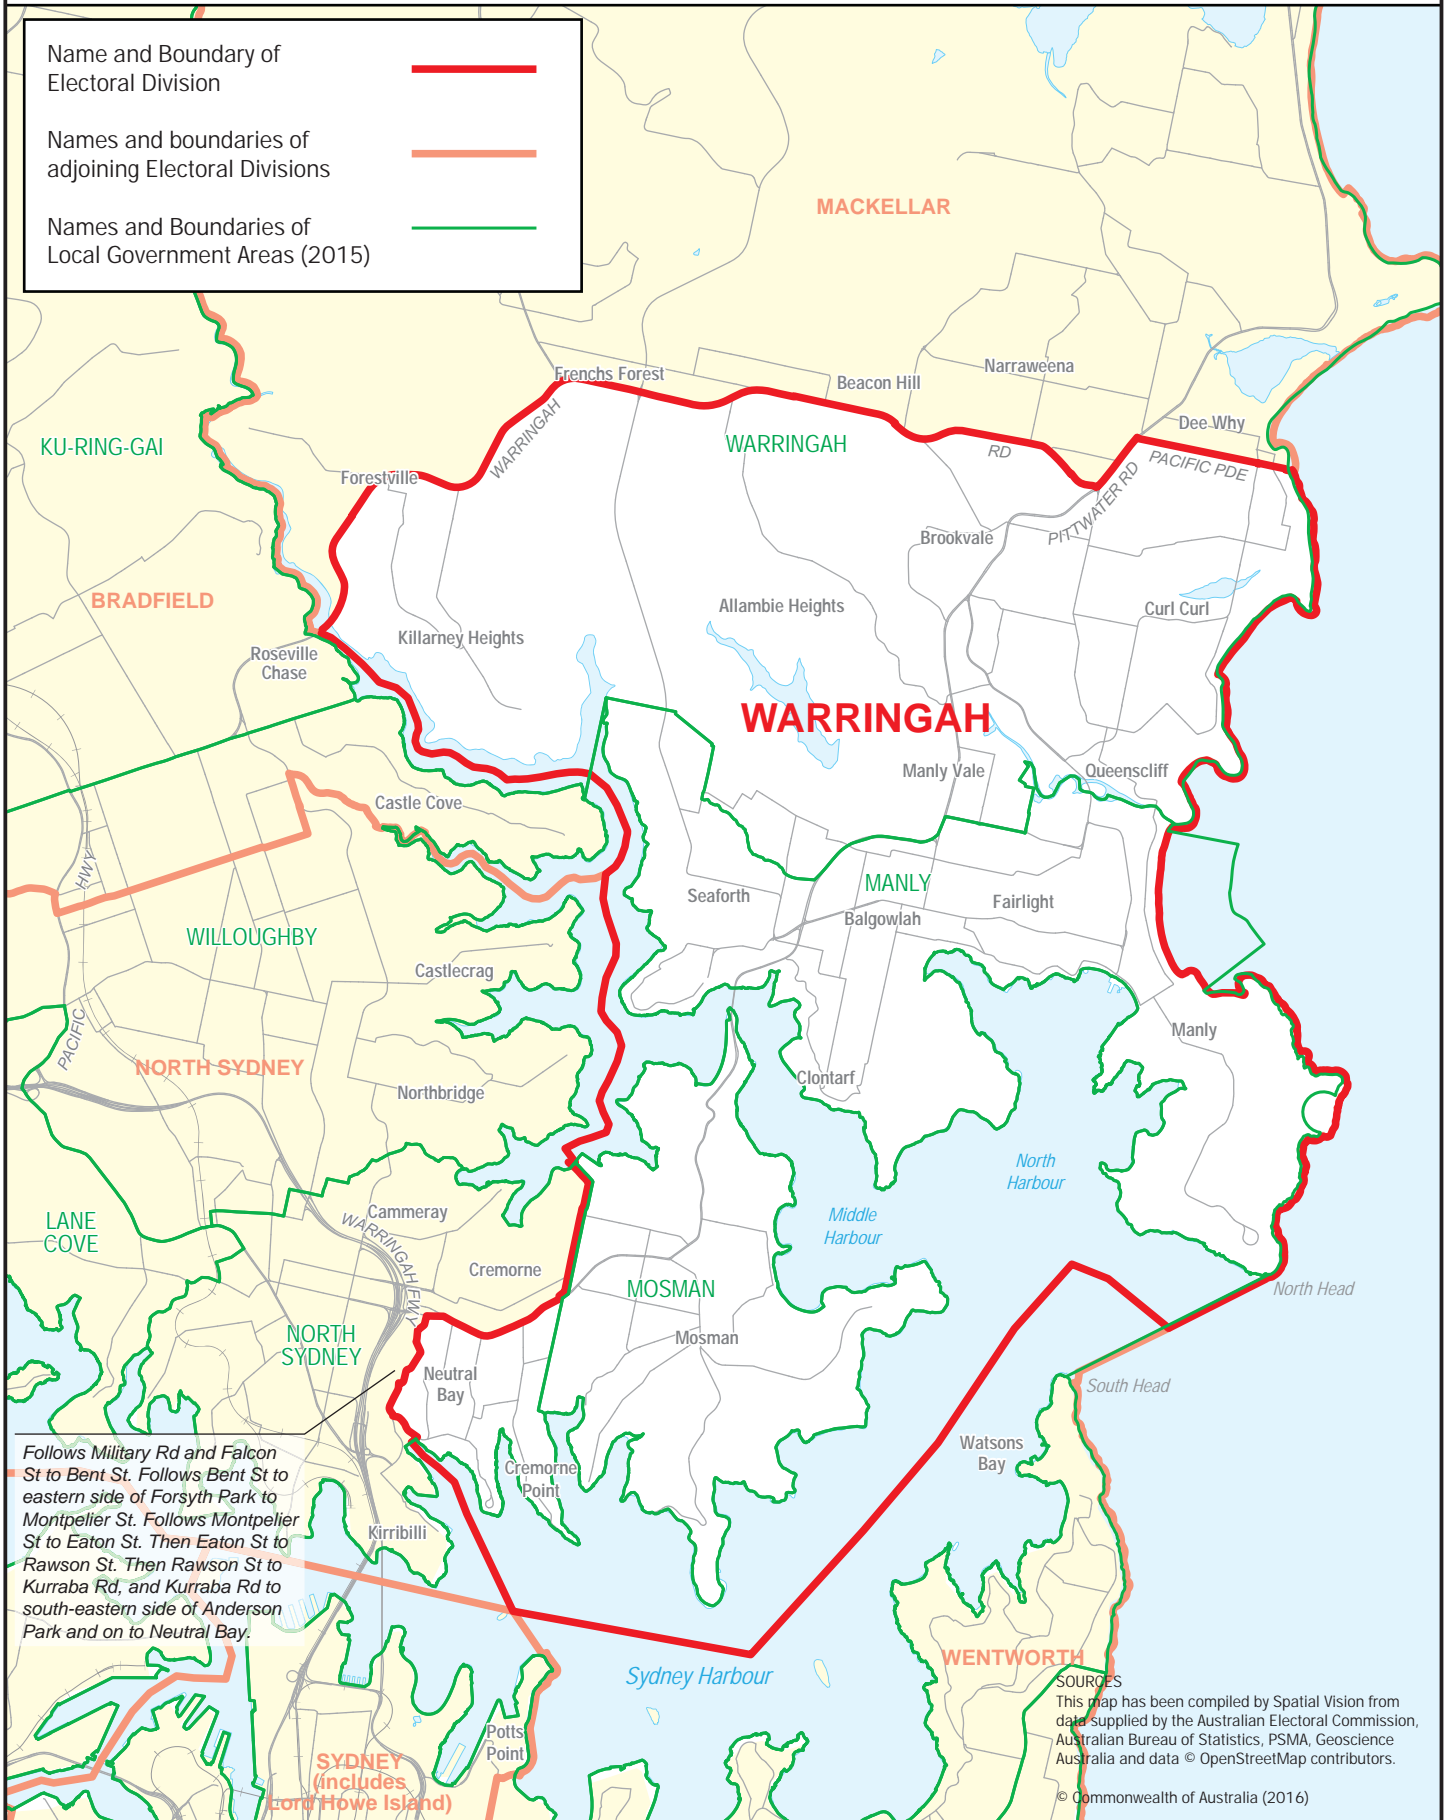 Name and Boundary of
Electoral Division
Names and boundaries of
adjoining Electoral Divisions
Names and Boundaries of
Local Government Areas (2015)
MACKELLAR
Frenchs Forest
Beacon Hill
Narraweena
Dee Why
KU-RING-GAI
WARRINGAH
WARRINGAH
RD
PACIFIC PDE
Forestville
PITTWATER RD
Brookvale
BRADFIELD
Allambie Heights
Curl Curl
Killarney Heights
Roseville
Chase
WARRINGAH
Manly Vale
Queenscliff
Castle Cove
HWY
Seaforth
MANLY
Fairlight
Balgowlah
WILLOUGHBY
Castlecrag
PACIFIC
Manly
NORTH SYDNEY
Clontarf
Northbridge
North
Harbour
Middle
Harbour
LANE
COVE
Cammeray
WARRINGAH FWY
Cremorne
MOSMAN
North Head
NORTH
SYDNEY
Mosman
Neutral
Bay
South Head
Watsons
Bay
Cremorne
Point
Follows Military Rd and Falcon
St to Bent St. Follows Bent St to
eastern side of Forsyth Park to
Montpelier St. Follows Montpelier
St to Eaton St. Then Eaton St to
Rawson St. Then Rawson St to
Kurraba Rd, and Kurraba Rd to
south-eastern side of Anderson
Park and on to Neutral Bay.
Kirribilli
WENTWORTH
Sydney Harbour
SOURCES
This map has been compiled by Spatial Vision from
data supplied by the Australian Electoral Commission,
Australian Bureau of Statistics, PSMA, Geoscience
Australia and data © OpenStreetMap contributors.
© Commonwealth of Australia (2016)
Potts
Point
SYDNEY
(includes
Lord Howe Island)